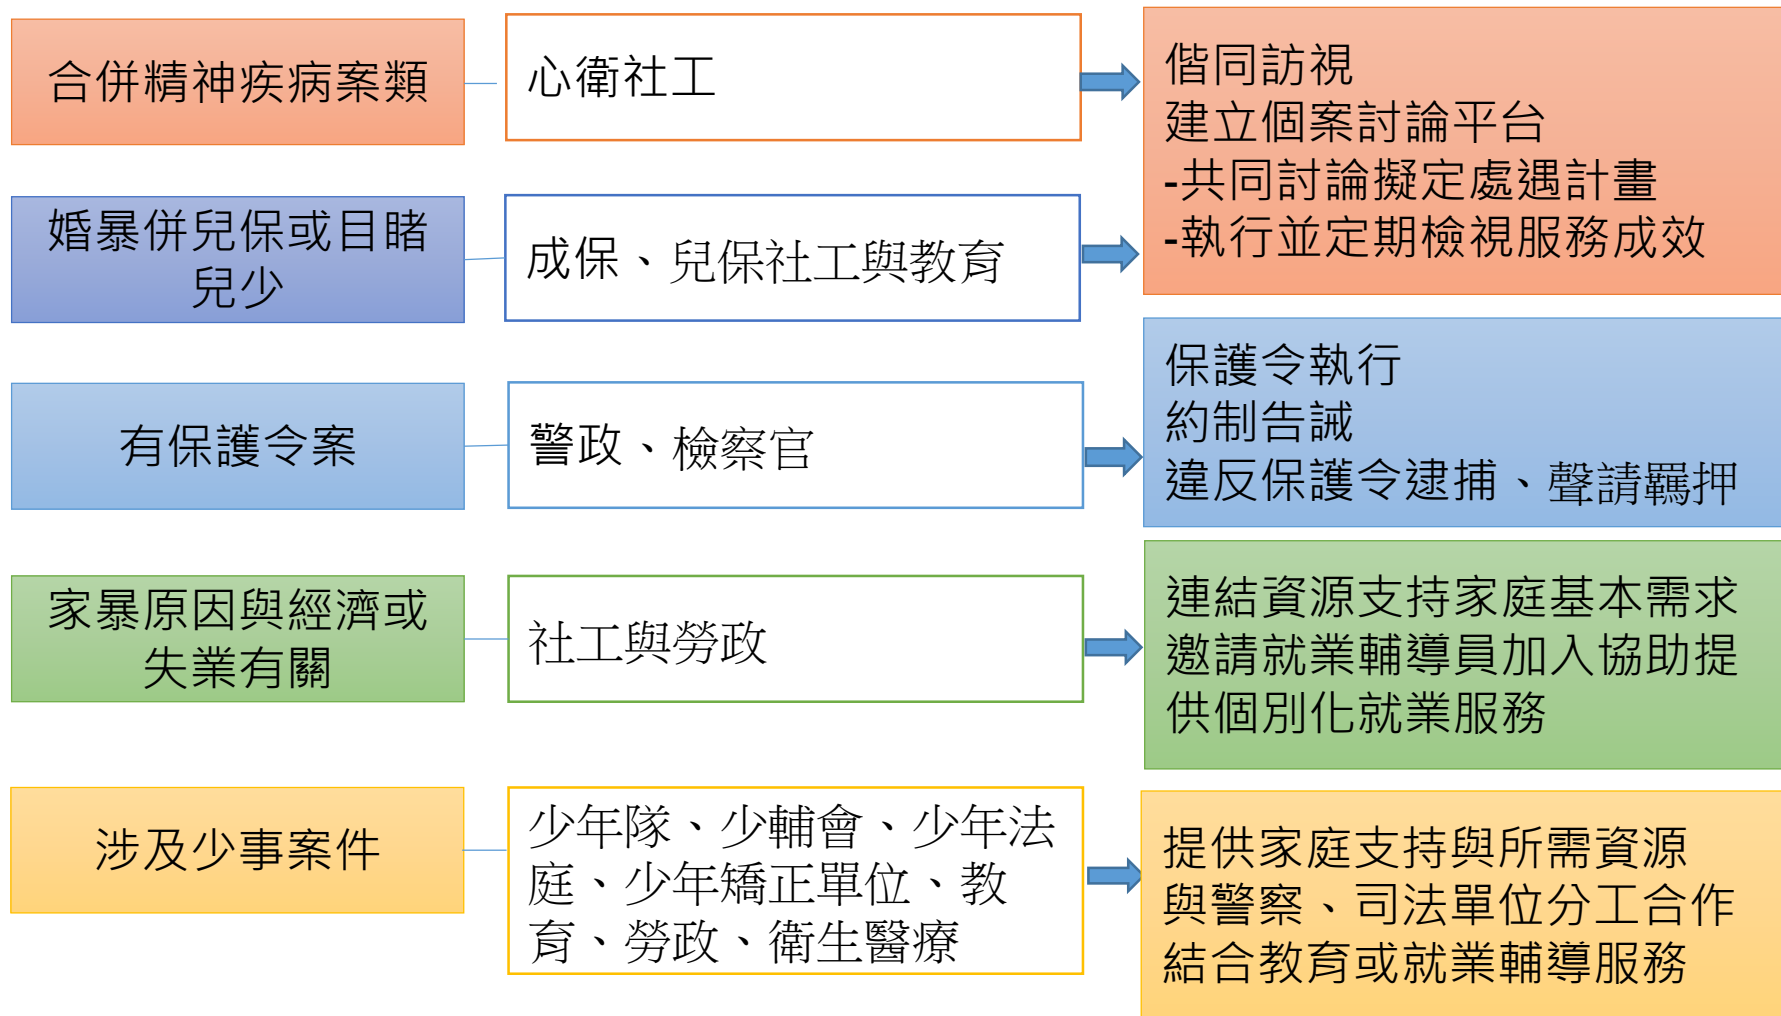 合併精神疾病案類
心衛社工
偕同訪視
建立個案討論平台
-共同討論擬定處遇計畫
-執行並定期檢視服務成效
婚暴併兒保或目睹
兒少
成保、兒保社工與教育
有保護令案
警政、檢察官
保護令執行
約制告誡
違反保護令逮捕、聲請羈押
家暴原因與經濟或
失業有關
社工與勞政
連結資源支持家庭基本需求
邀請就業輔導員加入協助提
供個別化就業服務
涉及少事案件
少年隊、少輔會、少年法
庭、少年矯正單位、教
育、勞政、衛生醫療
提供家庭支持與所需資源
與警察、司法單位分工合作
結合教育或就業輔導服務